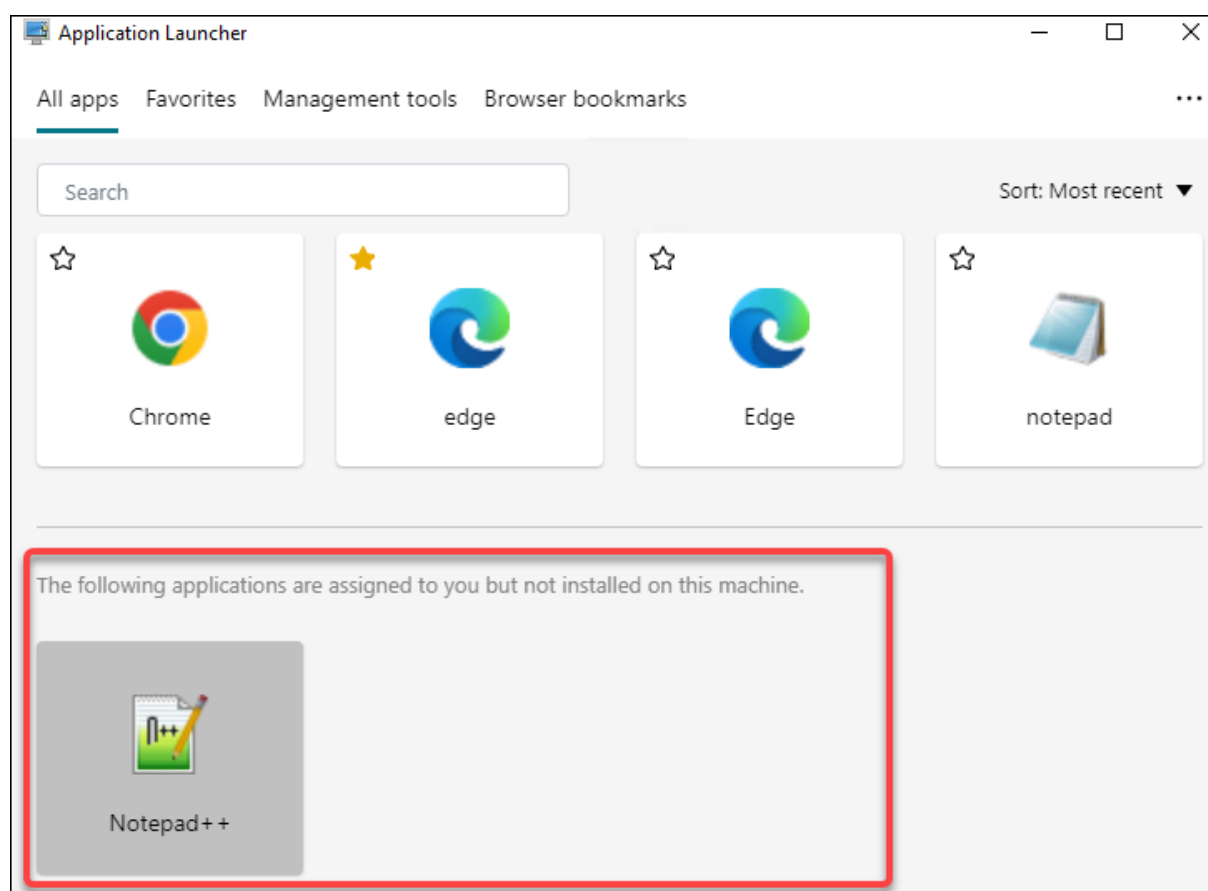 Application Launcher
All apps Favorites Management tools Browser bookmarks
Search
Sort: Most recent
Chrome
edge
Edge
notepad
The following applications are assigned to you but not installed on this machine.
n++
Notepad++